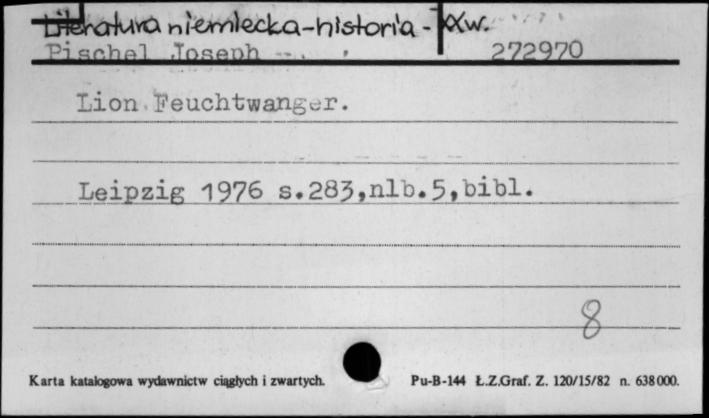 Literatura niemiecka-historia-XXw.
Pischel Joseph 272970
Lion Feuchtwanger.
Leipzig 1976 s.283,nlb.5,bibl.
8
Karta katalogowa wydawnictw ciągłych i zwartych. Pu-B-144 Ł.Z.Graf. Z. 120/15/82 n. 638000.